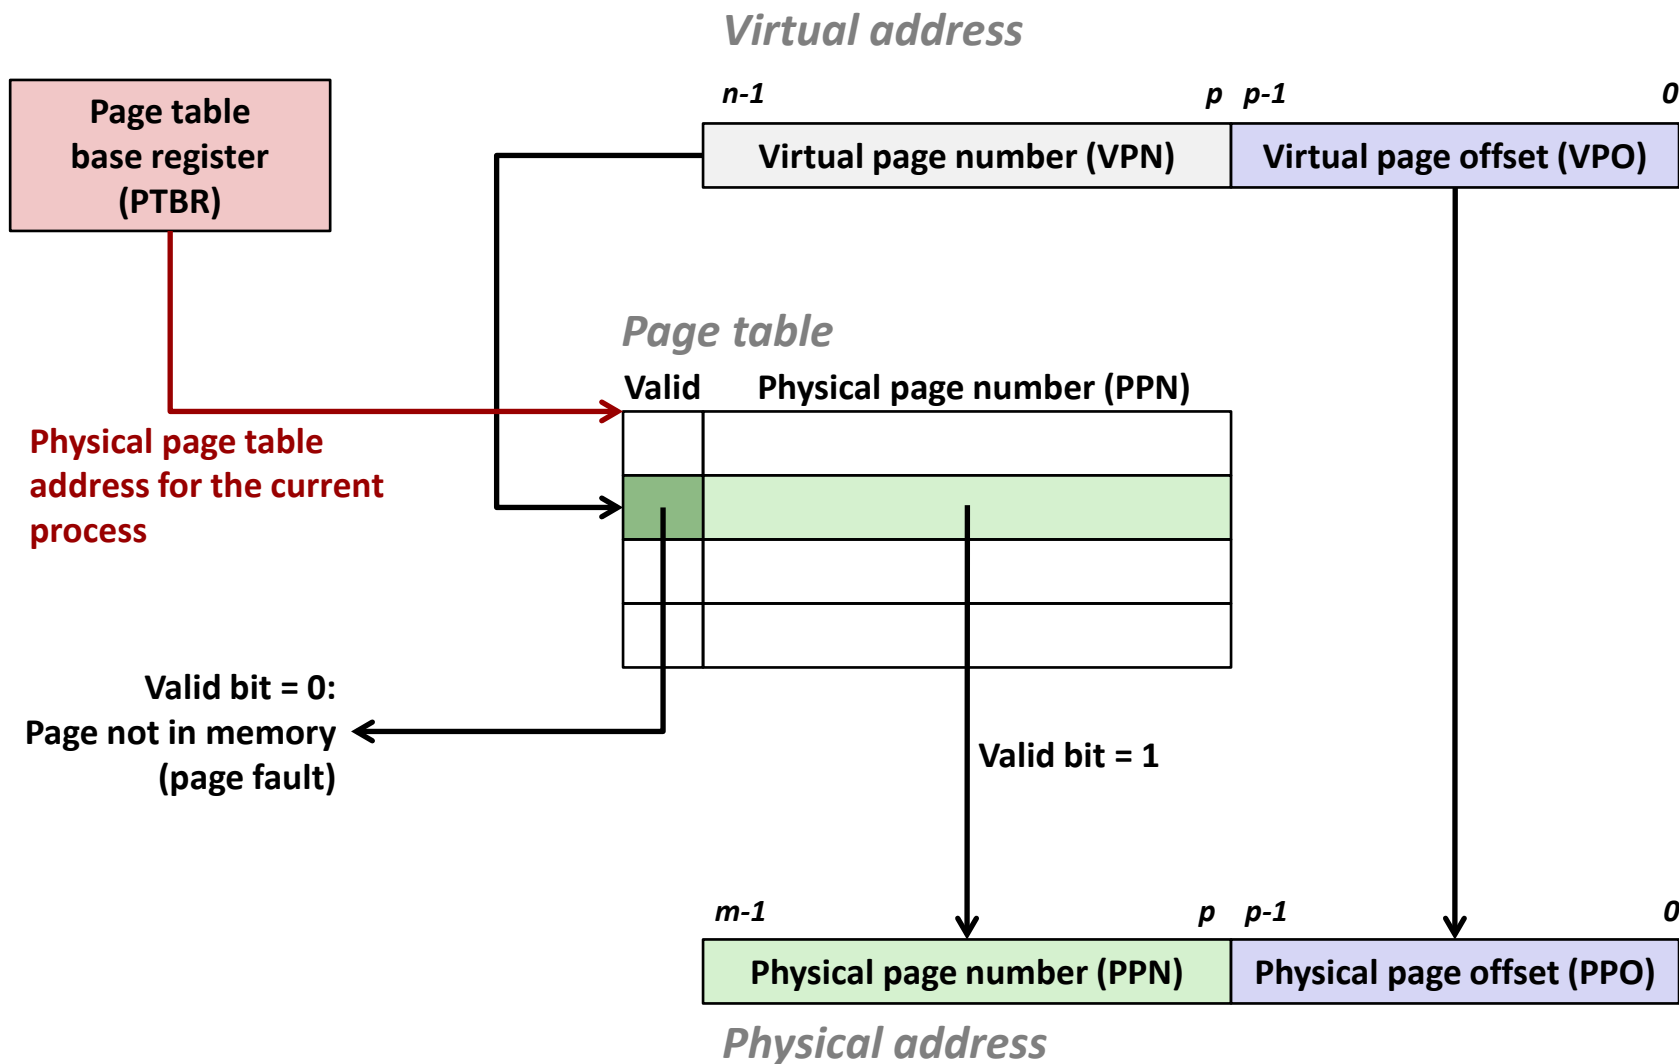 Virtual address
n-1 p p-1 0
Page table
base register
(PTBR)
Virtual page number (VPN) Virtual page offset (VPO)
Page table
Valid Physical page number (PPN)
Physical page table
address for the current
process
Valid bit = 0:
Page not in memory
(page fault)
Valid bit = 1
m-1 p p-1 0
Physical page number (PPN) Physical page offset (PPO)
Physical address